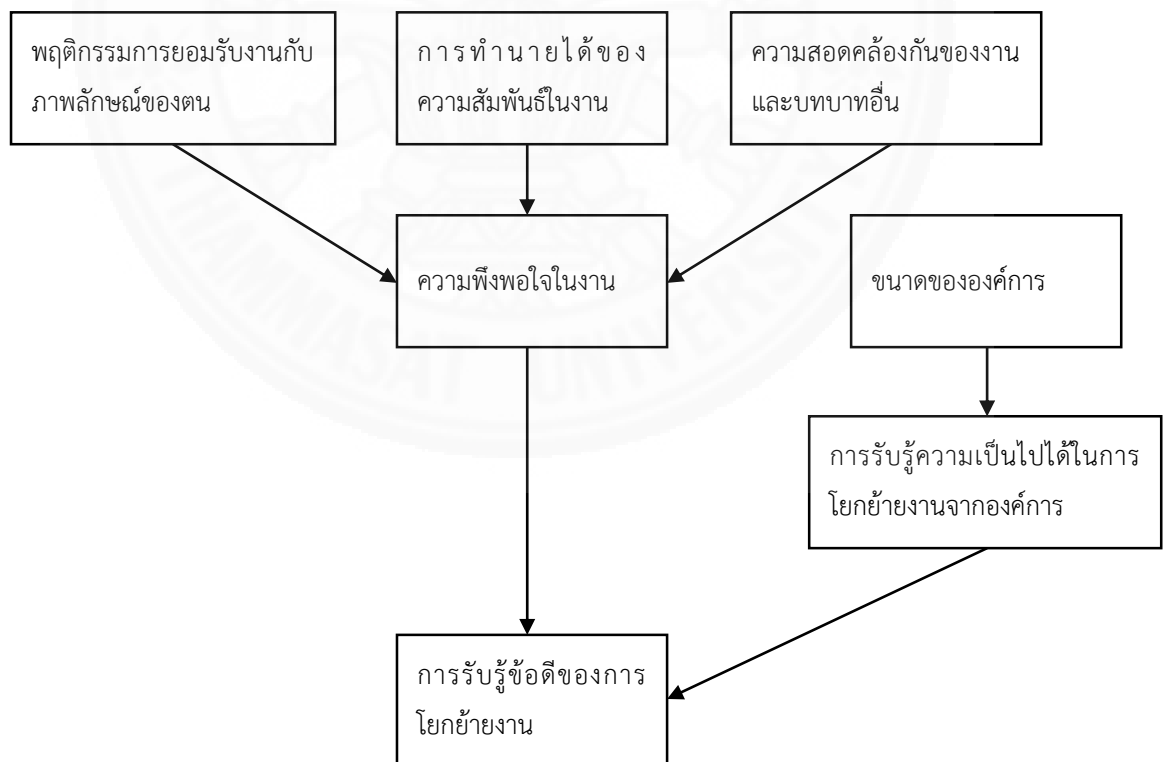 พฤติกรรมการยอมรับงานกับ
ภาพลักษณ์ของตน
การทำนายได้ของ
ความสัมพันธ์ในงาน
ความสอดคล้องกันของงาน
และบทบาทอื่น
ความพึงพอใจในงาน
ขนาดขององค์การ
การรับรู้ความเป็นไปได้ในการ
โยกย้ายงานจากองค์การ
การรับรู้ข้อดีของการ
โยกย้ายงาน
THAMMASAT UNIVERSITY